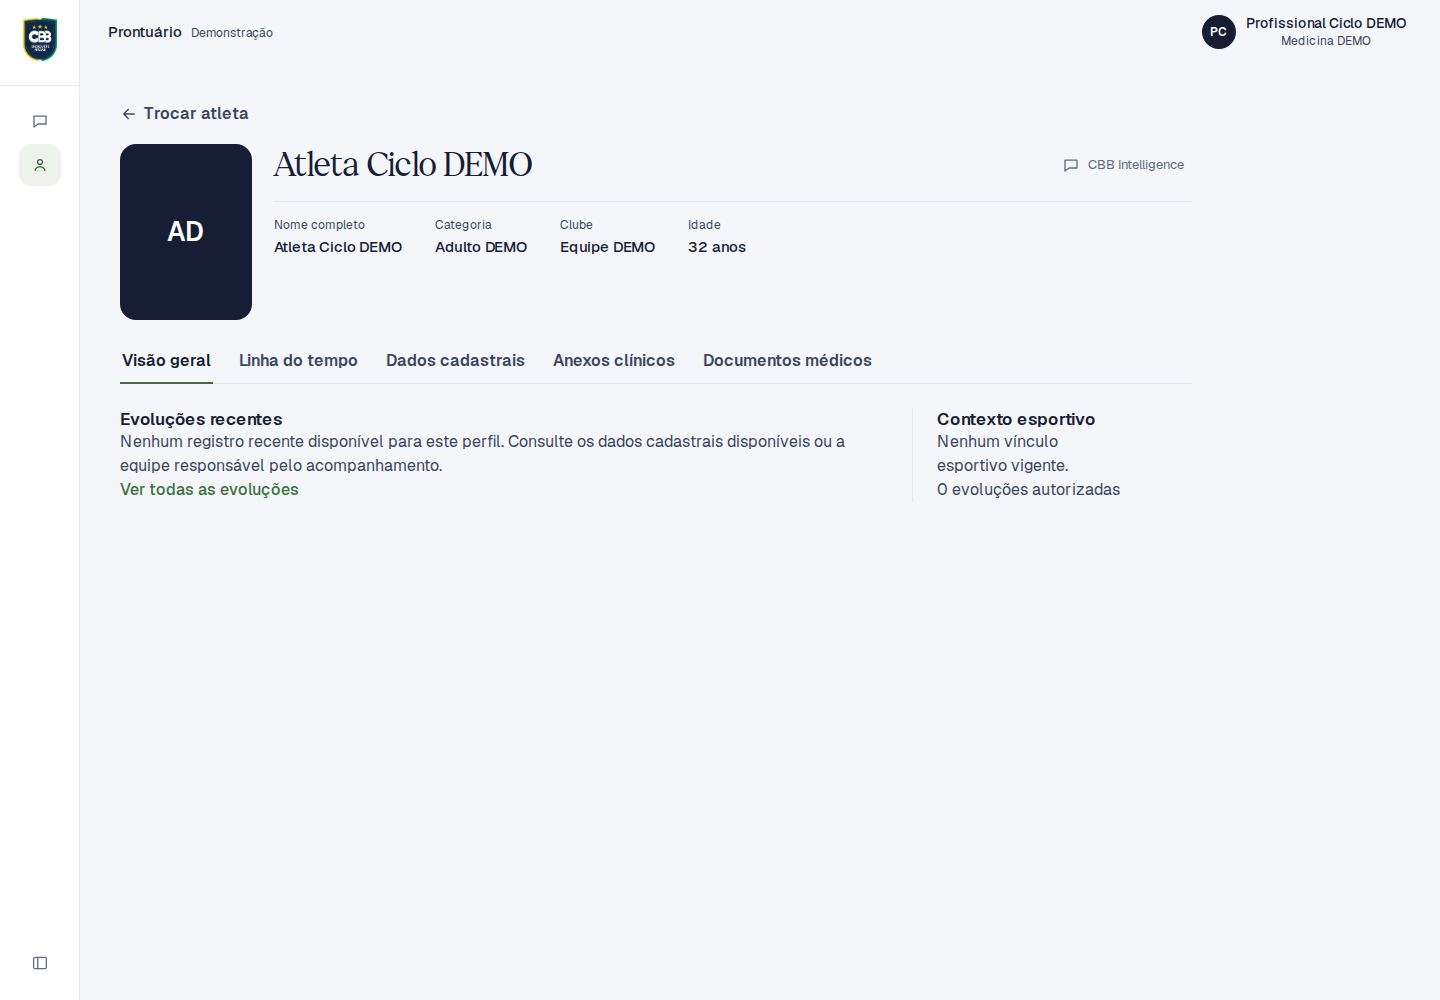 CBB
Prontuário Demonstração
PC
Profissional Ciclo DEMO
Medicina DEMO
Trocar atleta
AD
Atleta Ciclo DEMO
CBB Intelligence
Nome completo Categoria Clube Idade
Atleta Ciclo DEMO Adulto DEMO Equipe DEMO 32 anos
Visão geral Linha do tempo Dados cadastrais Anexos clínicos Documentos médicos
Evoluções recentes
Nenhum registro recente disponível para este perfil. Consulte os dados cadastrais disponíveis ou a
equipe responsável pelo acompanhamento.
Ver todas as evoluções
Contexto esportivo
Nenhum vínculo
esportivo vigente.
0 evoluções autorizadas